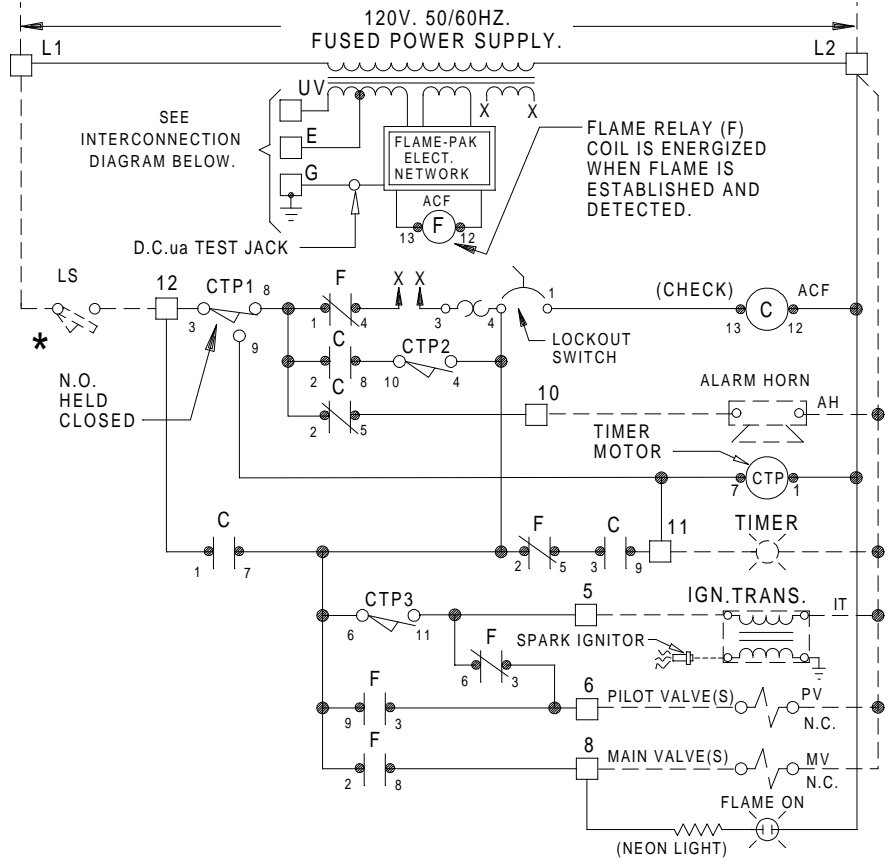 120V. 50/60HZ.
FUSED POWER SUPPLY.
L1
L2
UV
X X
SEE
INTERCONNECTION
DIAGRAM BELOW.
E
G
FLAME-PAK
ELECT.
NETWORK
FLAME RELAY (F)
COIL IS ENERGIZED
WHEN FLAME IS
ESTABLISHED AND
DETECTED.
ACF
13 F 12
D.C.ua TEST JACK
LS
*
12
CTP1
3 8
9
N.O.
HELD
CLOSED
F
1 4
X X
3 4
1
LOCKOUT
SWITCH
(CHECK)
ACF
13 C 12
C
2 8
CTP2
10 4
C
2 5
10
ALARM HORN
AH
TIMER
MOTOR
7 CTP 1
C
1 7
F
2 5
C
3 9
11
TIMER
CTP3
6 11
5
IGN.TRANS.
IT
SPARK IGNITOR
F
6 3
F
9 3
6
PILOT VALVE(S)
PV
N.C.
F
2 8
8
MAIN VALVE(S)
MV
N.C.
FLAME ON
(NEON LIGHT)